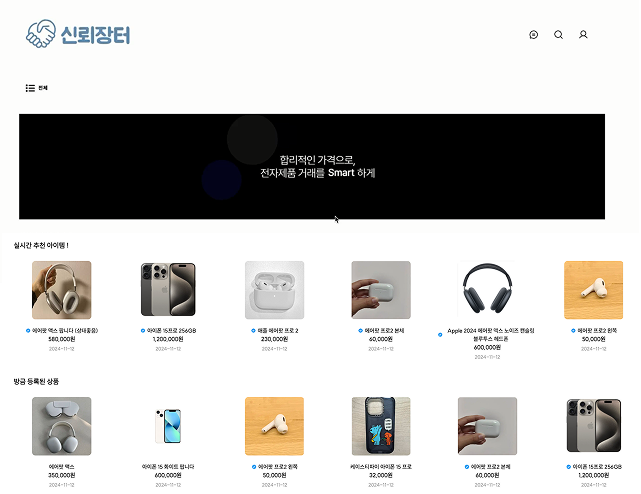 신뢰장터
전체
합리적인 가격으로,
전자제품 거래를 Smart 하게
실시간 추천 아이템 !
에어팟 맥스 팝니다 (상태좋음)
580,000원
2024-11-12
아이폰 15프로 256GB
1,200,000원
2024-11-12
애플 에어팟 프로 2
230,000원
2024-11-12
에어팟 프로2 본체
60,000원
2024-11-12
Apple 2024 에어팟 맥스 노이즈 캔슬링
블루투스 헤드폰
600,000원
2024-11-12
에어팟 프로2 왼쪽
50,000원
2024-11-12
방금 등록된 상품
에어팟 맥스
350,000원
2024-11-12
아이폰 15 화이트 팝니다
600,000원
2024-11-12
에어팟 프로2 왼쪽
50,000원
2024-11-12
케이스티파이 아이폰 15 프로
32,000원
2024-11-12
에어팟 프로2 본체
60,000원
2024-11-12
아이폰 15프로 256GB
1,200,000원
2024-11-12